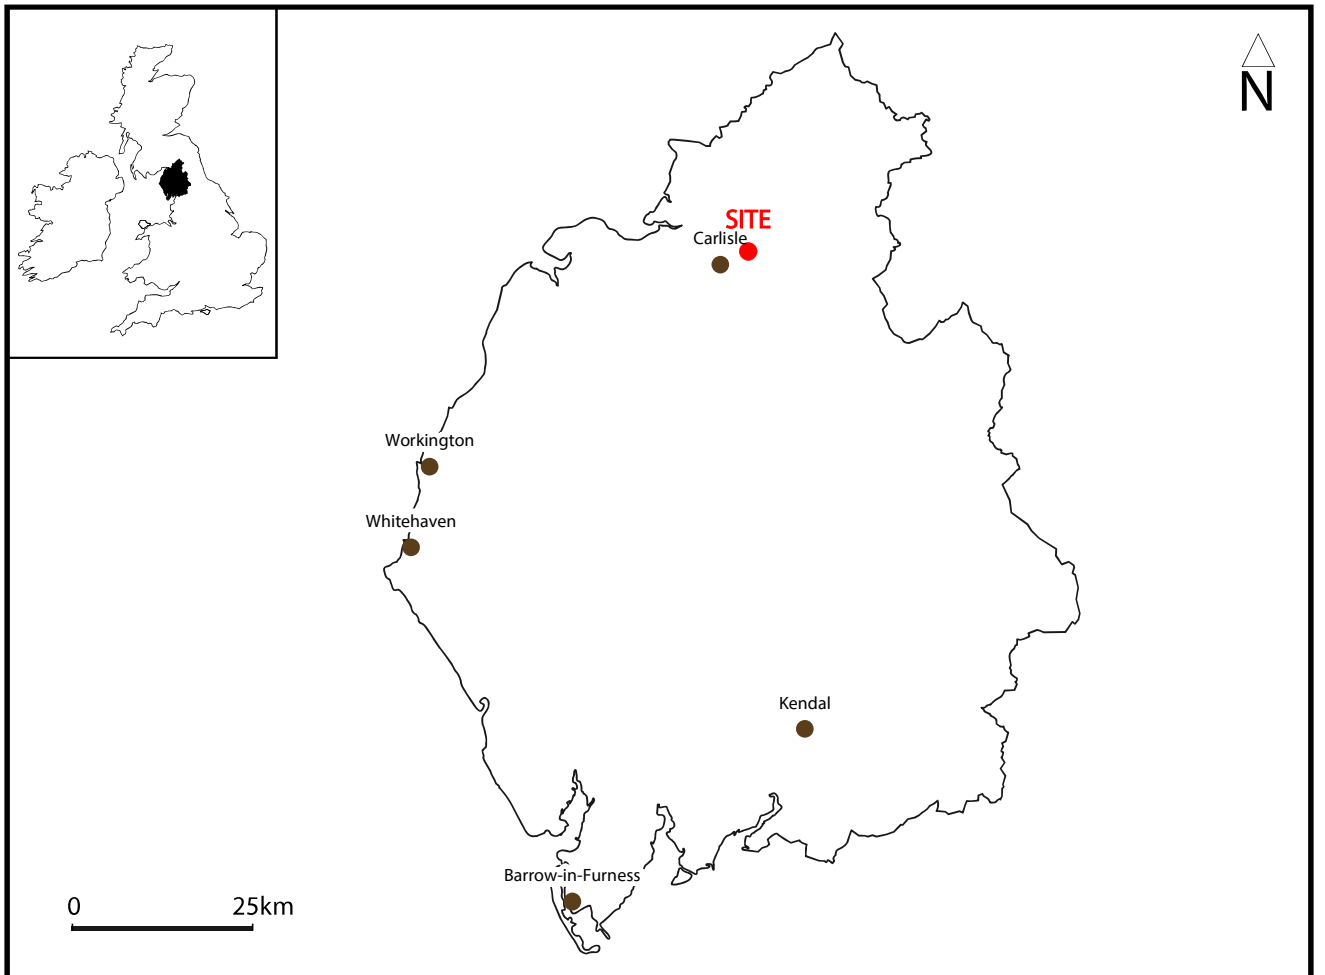 N
SITE
Carlisle
Workington
Whitehaven
Kendal
Barrow-in-Furness
0 25km